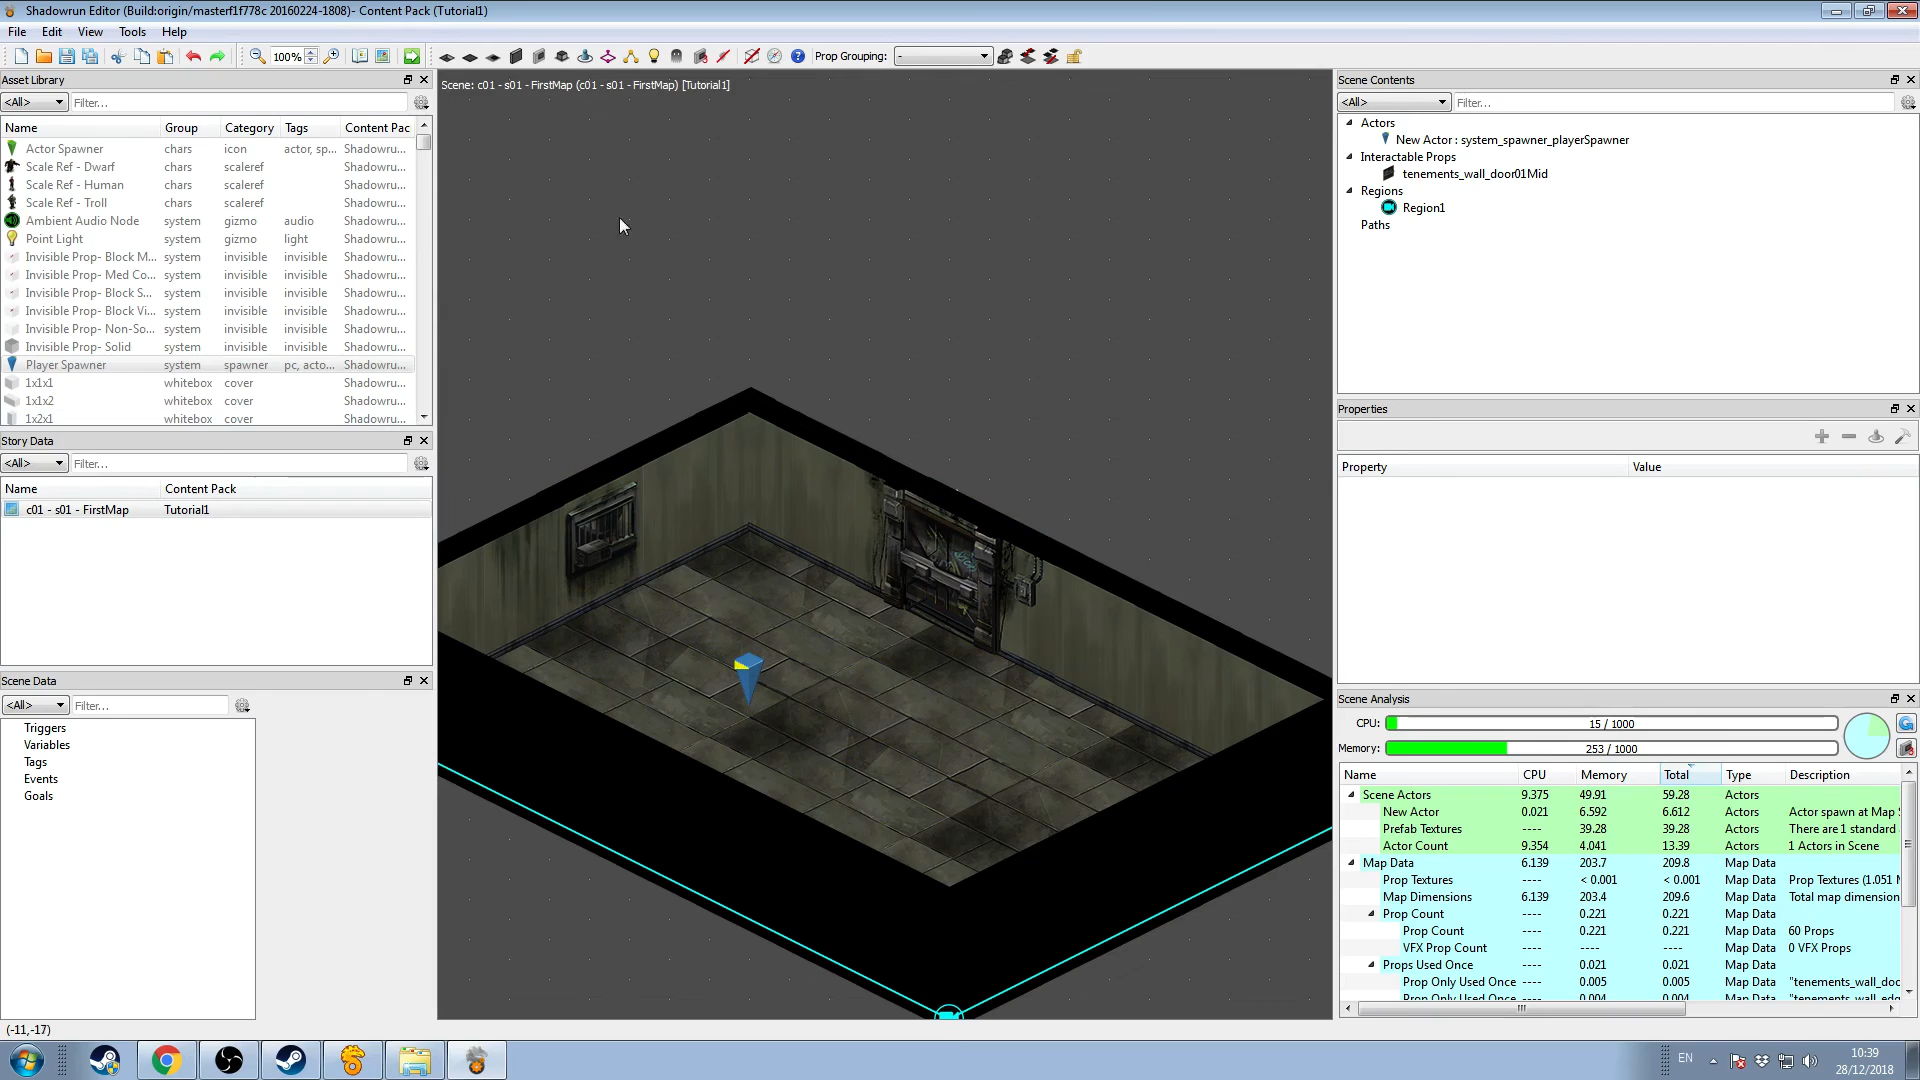 Shadowrun Editor (Build:origin/masterf1f778c 20160224-1808)- Content Pack (Tutorial1)
File Edit View Tools Help
100% Prop Grouping: -
Asset Library
<All> Filter...
Name Group Category Tags Content Pac
Actor Spawner chars icon actor, sp... Shadowru...
Scale Ref - Dwarf chars scaleref Shadowru...
Scale Ref - Human chars scaleref Shadowru...
Scale Ref - Troll chars scaleref Shadowru...
Ambient Audio Node system gizmo audio Shadowru...
Point Light system gizmo light Shadowru...
Invisible Prop- Block M... system invisible invisible Shadowru...
Invisible Prop- Med Co... system invisible invisible Shadowru...
Invisible Prop- Block S... system invisible invisible Shadowru...
Invisible Prop- Block Vi... system invisible invisible Shadowru...
Invisible Prop- Non-So... system invisible invisible Shadowru...
Invisible Prop- Solid system invisible invisible Shadowru...
Player Spawner system spawner pc, acto... Shadowru...
1x1x1 whitebox cover Shadowru...
1x1x2 whitebox cover Shadowru...
1x2x1 whitebox cover Shadowru...
Story Data
<All> Filter...
Name Content Pack
c01 - s01 - FirstMap Tutorial1
Scene Data
<All> Filter...
Triggers
Variables
Tags
Events
Goals
(-11,-17)
Scene: c01 - s01 - FirstMap (c01 - s01 - FirstMap) [Tutorial1]
Scene Contents
<All> Filter...
Actors
New Actor : system_spawner_playerSpawner
Interactable Props
tenements_wall_door01Mid
Regions
Region1
Paths
Properties
Property Value
Scene Analysis
CPU: 15 / 1000
Memory: 253 / 1000
Name CPU Memory Total Type Description
Scene Actors 9.375 49.91 59.28 Actors
New Actor 0.021 6.592 6.612 Actors Actor spawn at Map
Prefab Textures ---- 39.28 39.28 Actors There are 1 standard
Actor Count 9.354 4.041 13.39 Actors 1 Actors in Scene
Map Data 6.139 203.7 209.8 Map Data
Prop Textures ---- < 0.001 < 0.001 Map Data Prop Textures (1.051
Map Dimensions 6.139 203.4 209.6 Map Data Total map dimension
Prop Count ---- 0.221 0.221 Map Data
Prop Count ---- 0.221 0.221 Map Data 60 Props
VFX Prop Count ---- ---- ---- Map Data 0 VFX Props
Props Used Once ---- 0.021 0.021 Map Data
Prop Only Used Once ---- 0.005 0.005 Map Data "tenements_wall_doc
Prop Only Used Once ---- 0.004 0.004 Map Data "tenements_wall_edg
EN 10:39
28/12/2018